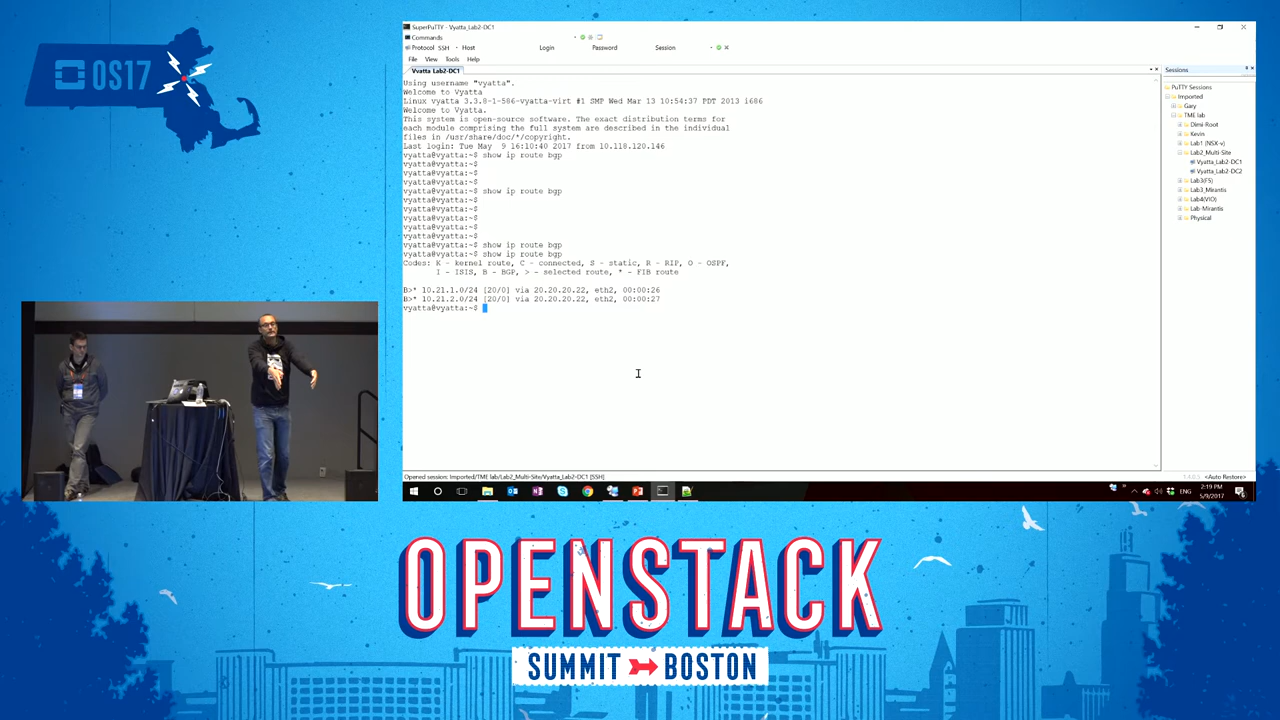 OS17
SuperPuTTY - Vyatta_Lab2-DC1
Commands
Protocol SSH Host Login Password Session
File View Tools Help
Vyatta Lab2-DC1
Using username "vyatta".
Welcome to Vyatta
Linux vyatta 3.3.8-1-586-vyatta-virt #1 SMP Wed Mar 13 10:54:37 PDT 2013 i686
Welcome to Vyatta.
This system is open-source software. The exact distribution terms for
each module comprising the full system are described in the individual
files in /usr/share/doc/*/copyright.
Last login: Tue May  9 16:10:40 2017 from 10.118.120.146
vyatta@vyatta:~$ show ip route bgp
vyatta@vyatta:~$
vyatta@vyatta:~$
vyatta@vyatta:~$
vyatta@vyatta:~$ show ip route bgp
vyatta@vyatta:~$
vyatta@vyatta:~$
vyatta@vyatta:~$
vyatta@vyatta:~$
vyatta@vyatta:~$
vyatta@vyatta:~$ show ip route bgp
vyatta@vyatta:~$ show ip route bgp
Codes: K - kernel route, C - connected, S - static, R - RIP, O - OSPF,
I - ISIS, B - BGP, > - selected route, * - FIB route
B>* 10.21.1.0/24 [20/0] via 20.20.20.22, eth2, 00:00:26
B>* 10.21.2.0/24 [20/0] via 20.20.20.22, eth2, 00:00:27
vyatta@vyatta:~$
Sessions
PuTTY Sessions
Imported
Gary
TME lab
Dimi-Root
Kevin
Lab1 (NSX-v)
Lab2_Multi-Site
Vyatta_Lab2-DC1
Vyatta_Lab2-DC2
Lab3(FS)
Lab3_Mirantis
Lab4(VIO)
Lab-Mirantis
Physical
Opened session: Imported/TME lab/Lab2_Multi-Site/Vyatta_Lab2-DC1 [SSH]
<Auto Restore>
ENG
2:19 PM
5/9/2017
OPENSTACK
SUMMIT BOSTON